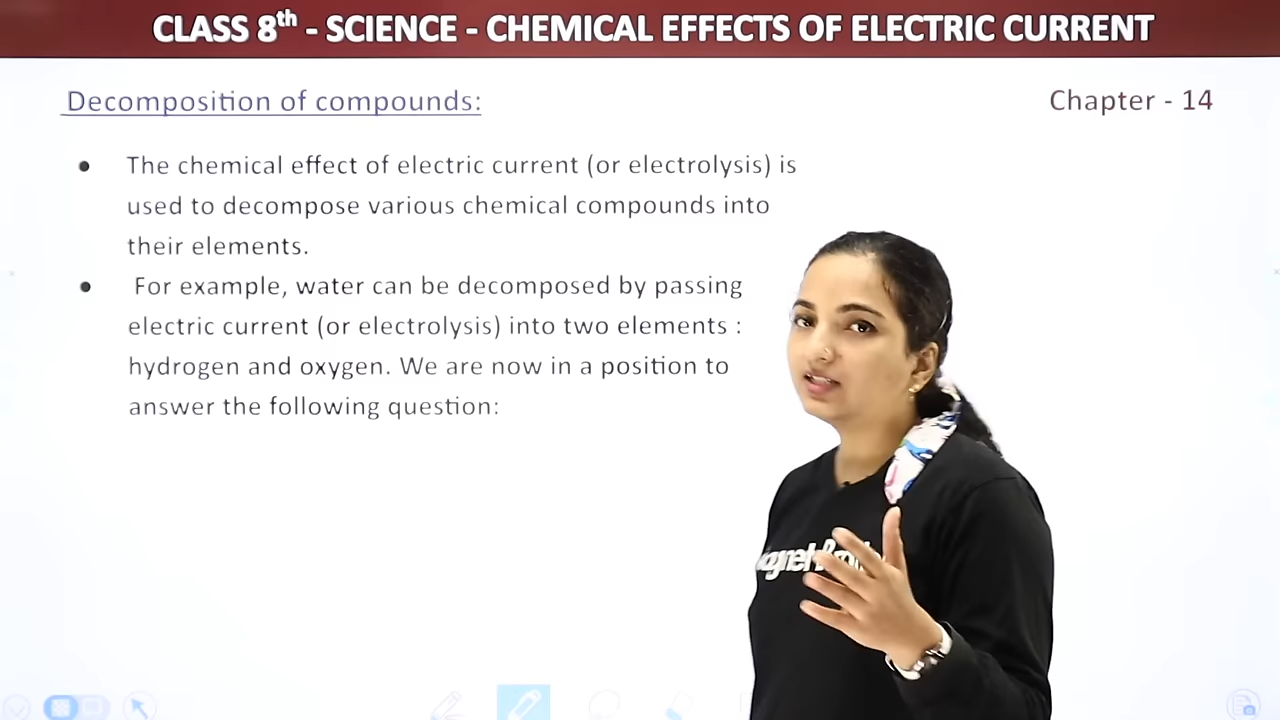 CLASS 8th - SCIENCE - CHEMICAL EFFECTS OF ELECTRIC CURRENT
Decomposition of compounds:
Chapter - 14
• The chemical effect of electric current (or electrolysis) is
used to decompose various chemical compounds into
their elements.
• For example, water can be decomposed by passing
electric current (or electrolysis) into two elements :
hydrogen and oxygen. We are now in a position to
answer the following question: